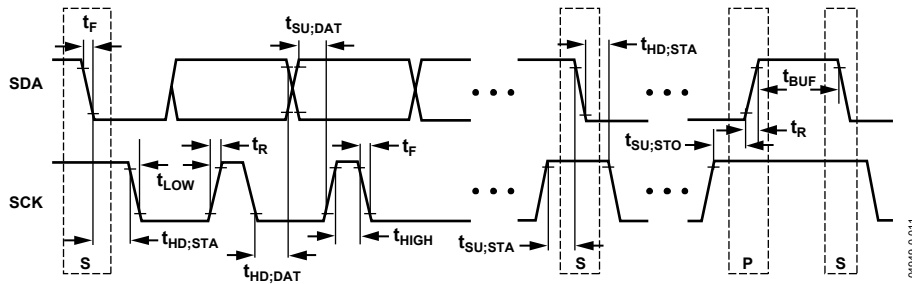 tF
tSU;DAT
tHD;STA
SDA
tBUF
tR
tF
tSU;STO
tR
tLOW
SCK
tHD;STA
tHD;DAT
tHIGH
tSU;STA
S
S
P
S